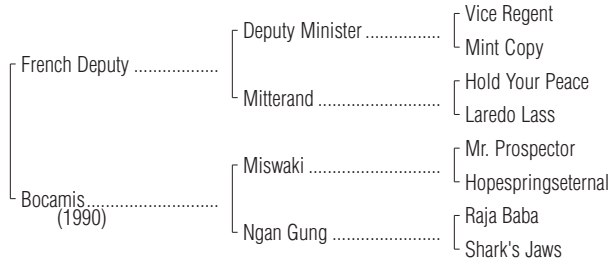 Vice Regent
Deputy Minister ..................
Mint Copy
French Deputy .................
Hold Your Peace
Mitterand .........................
Laredo Lass
Mr. Prospector
Miswaki ...........................
Hopespringseternal
Bocamis...........................
(1990)
Raja Baba
Ngan Gung ......................
Shark's Jaws